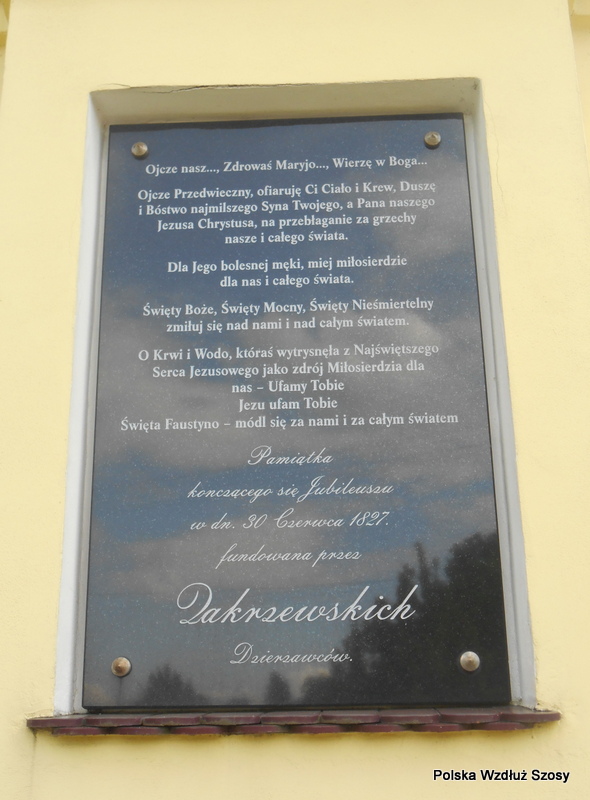 Ojcze nasz..., Zdrowaś Maryjo..., Wierzę w Boga...
Ojcze Przedwieczny, ofiaruję Ci Ciało i Krew, Duszę
i Bóstwo najmilszego Syna Twojego, a Pana naszego
Jezusa Chrystusa, na przebłaganie za grzechy
nasze i całego świata.
Dla Jego bolesnej męki, miej miłosierdzie
dla nas i całego świata.
Święty Boże, Święty Mocny, Święty Nieśmiertelny
zmiłuj się nad nami i nad całym światem.
O Krwi i Wodo, któraś wytrysnęła z Najświętszego
Serca Jezusowego jako zdrój Miłosierdzia dla
nas – Ufamy Tobie
Jezu ufam Tobie
Święta Faustyno – módl się za nami i za całym światem
Pamiątka
kończącego się Jubileuszu
w dn. 30 Czerwca 1827.
fundowana przez
Zakrzewskich
Dzierżawców.
Polska Wzdłuż Szosy